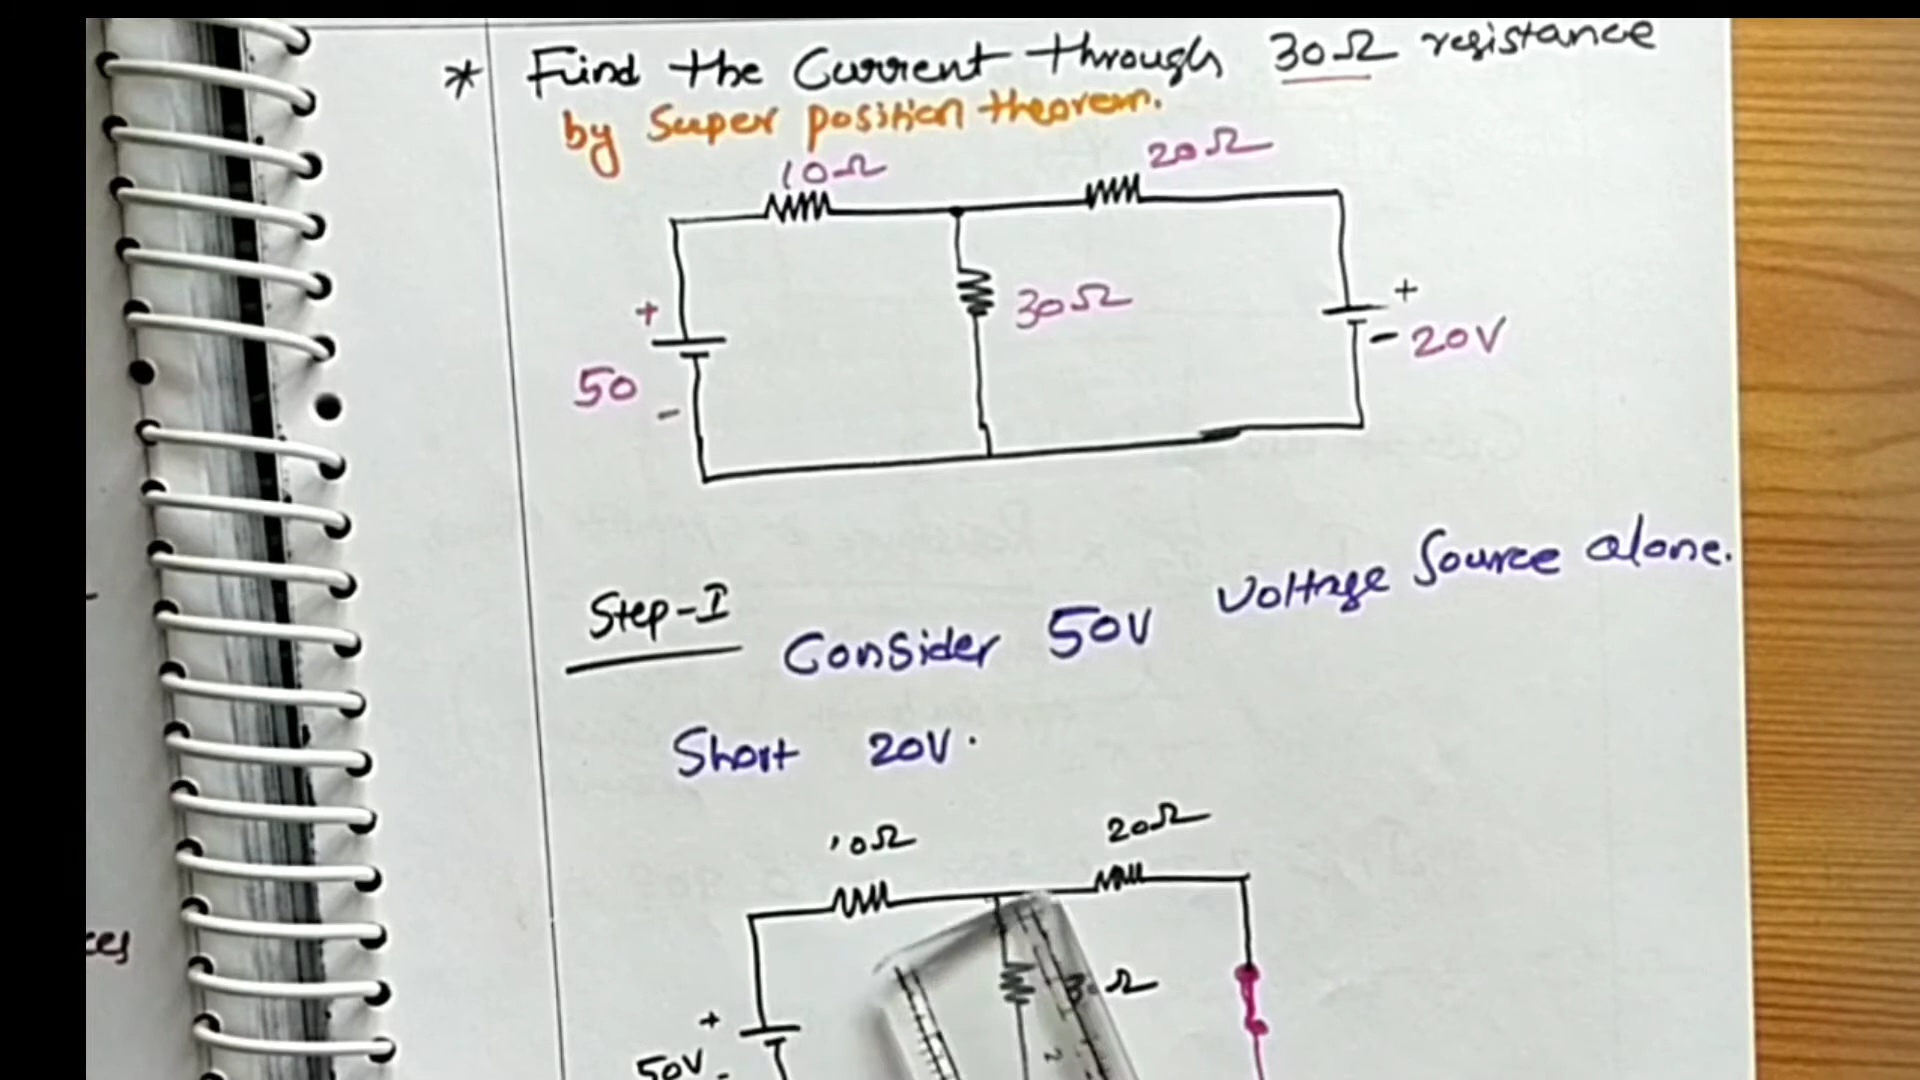 * Find the Current through 30Ω resistance
by Super position theorem.
10Ω
20Ω
30Ω
+
50
-
+
- 20V
Step-I
Consider 50V Voltage Source alone.
Short 20V.
10Ω
20Ω
+
50V
-